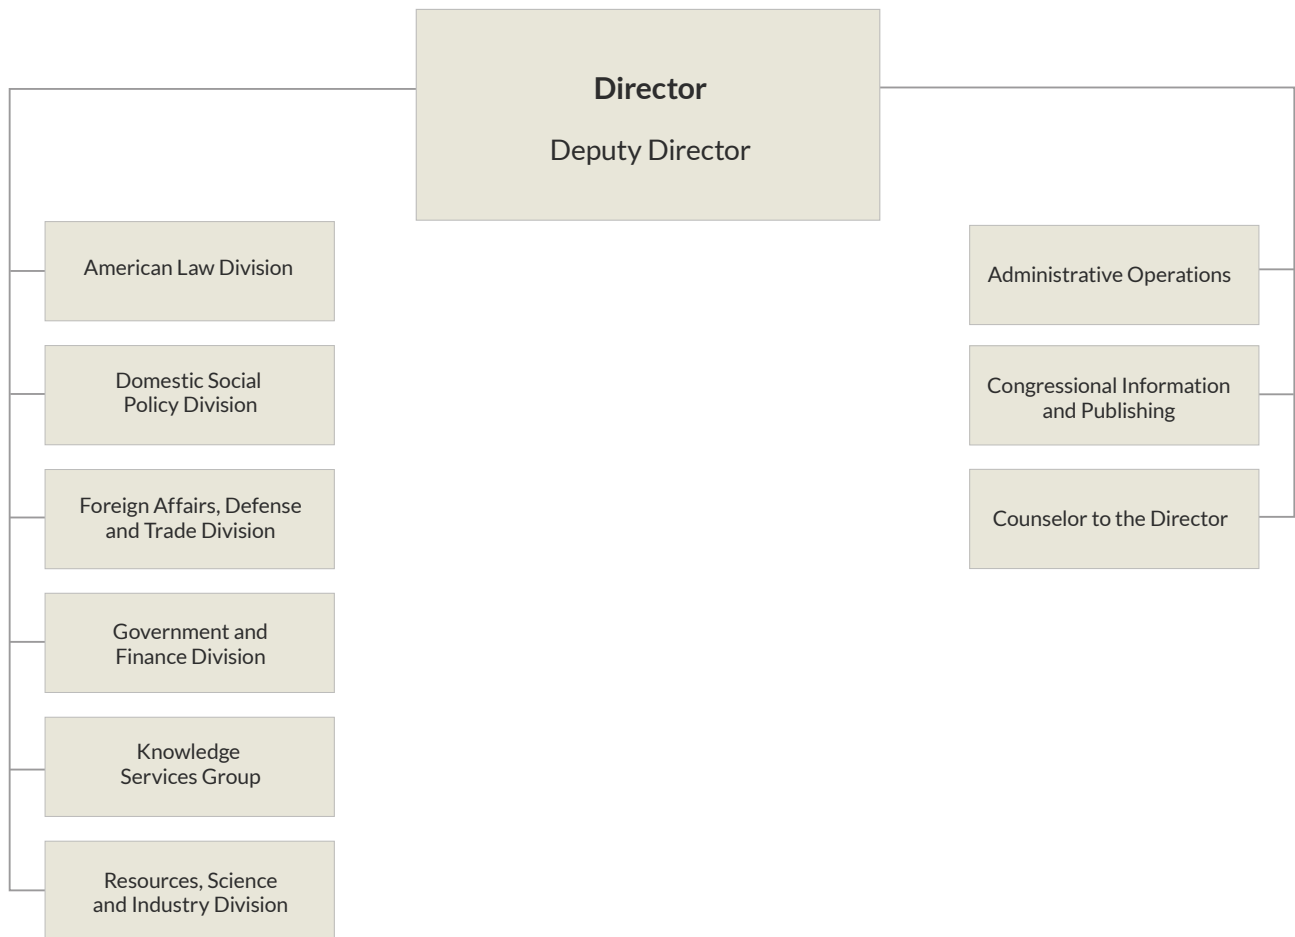 Director
Deputy Director
American Law Division
Domestic Social
Policy Division
Foreign Affairs, Defense
and Trade Division
Government and
Finance Division
Knowledge
Services Group
Resources, Science
and Industry Division
Administrative Operations
Congressional Information
and Publishing
Counselor to the Director